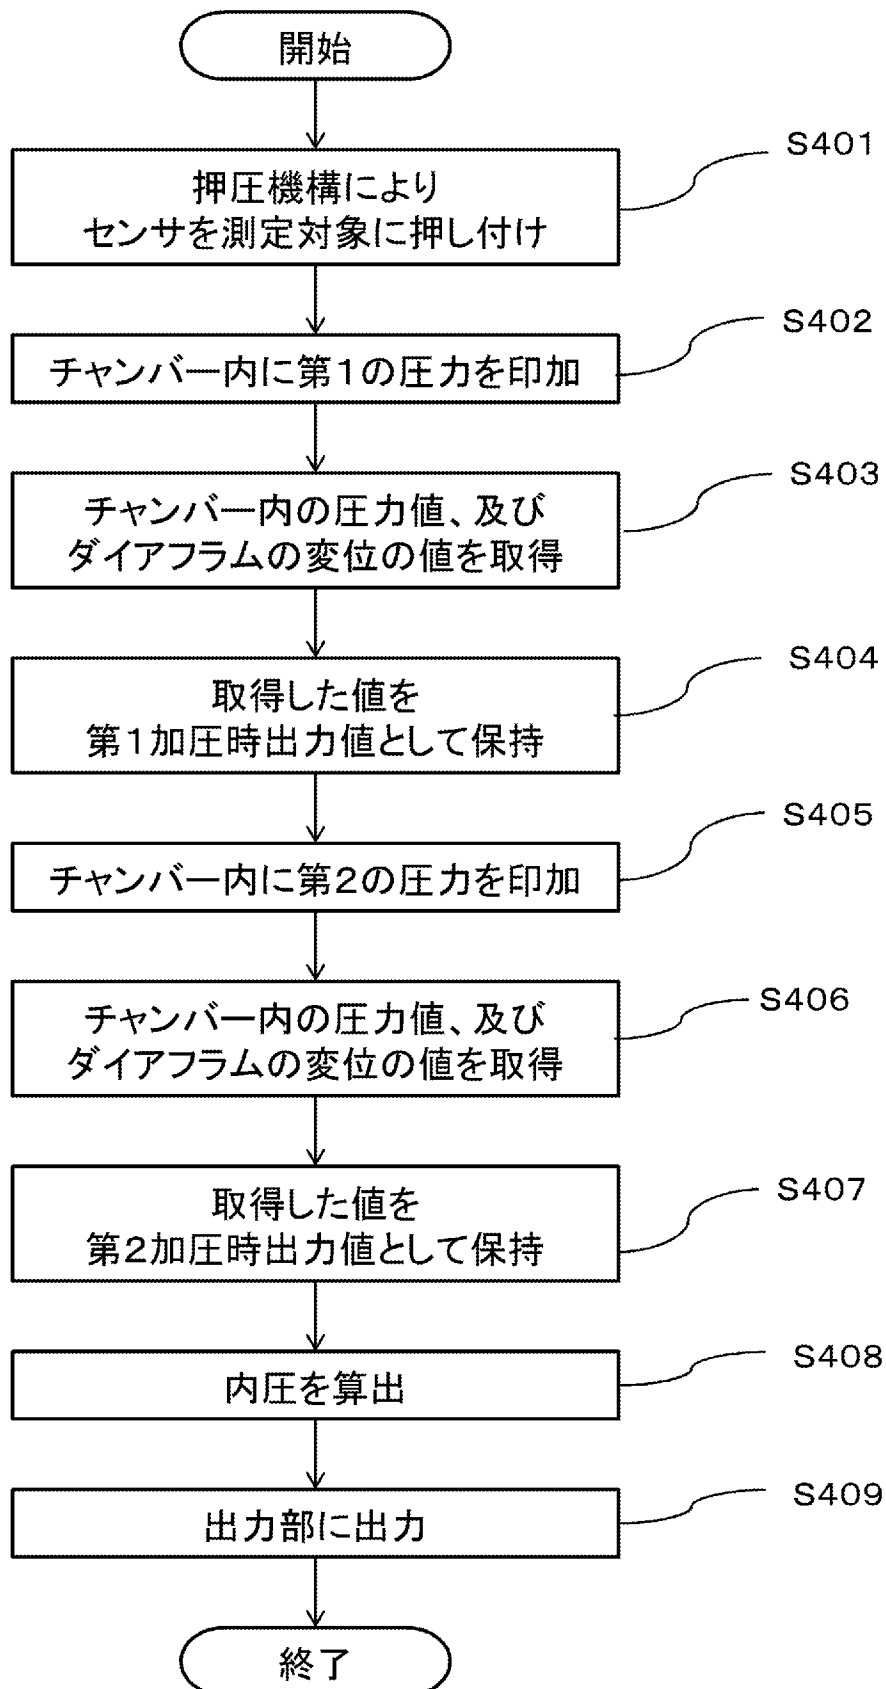 開始
S401
押圧機構により
センサを測定対象に押し付け
S402
チャンバー内に第1の圧力を印加
S403
チャンバー内の圧力値、及び
ダイアフラムの変位の値を取得
S404
取得した値を
第1加圧時出力値として保持
S405
チャンバー内に第2の圧力を印加
S406
チャンバー内の圧力値、及び
ダイアフラムの変位の値を取得
S407
取得した値を
第2加圧時出力値として保持
S408
内圧を算出
S409
出力部に出力
終了